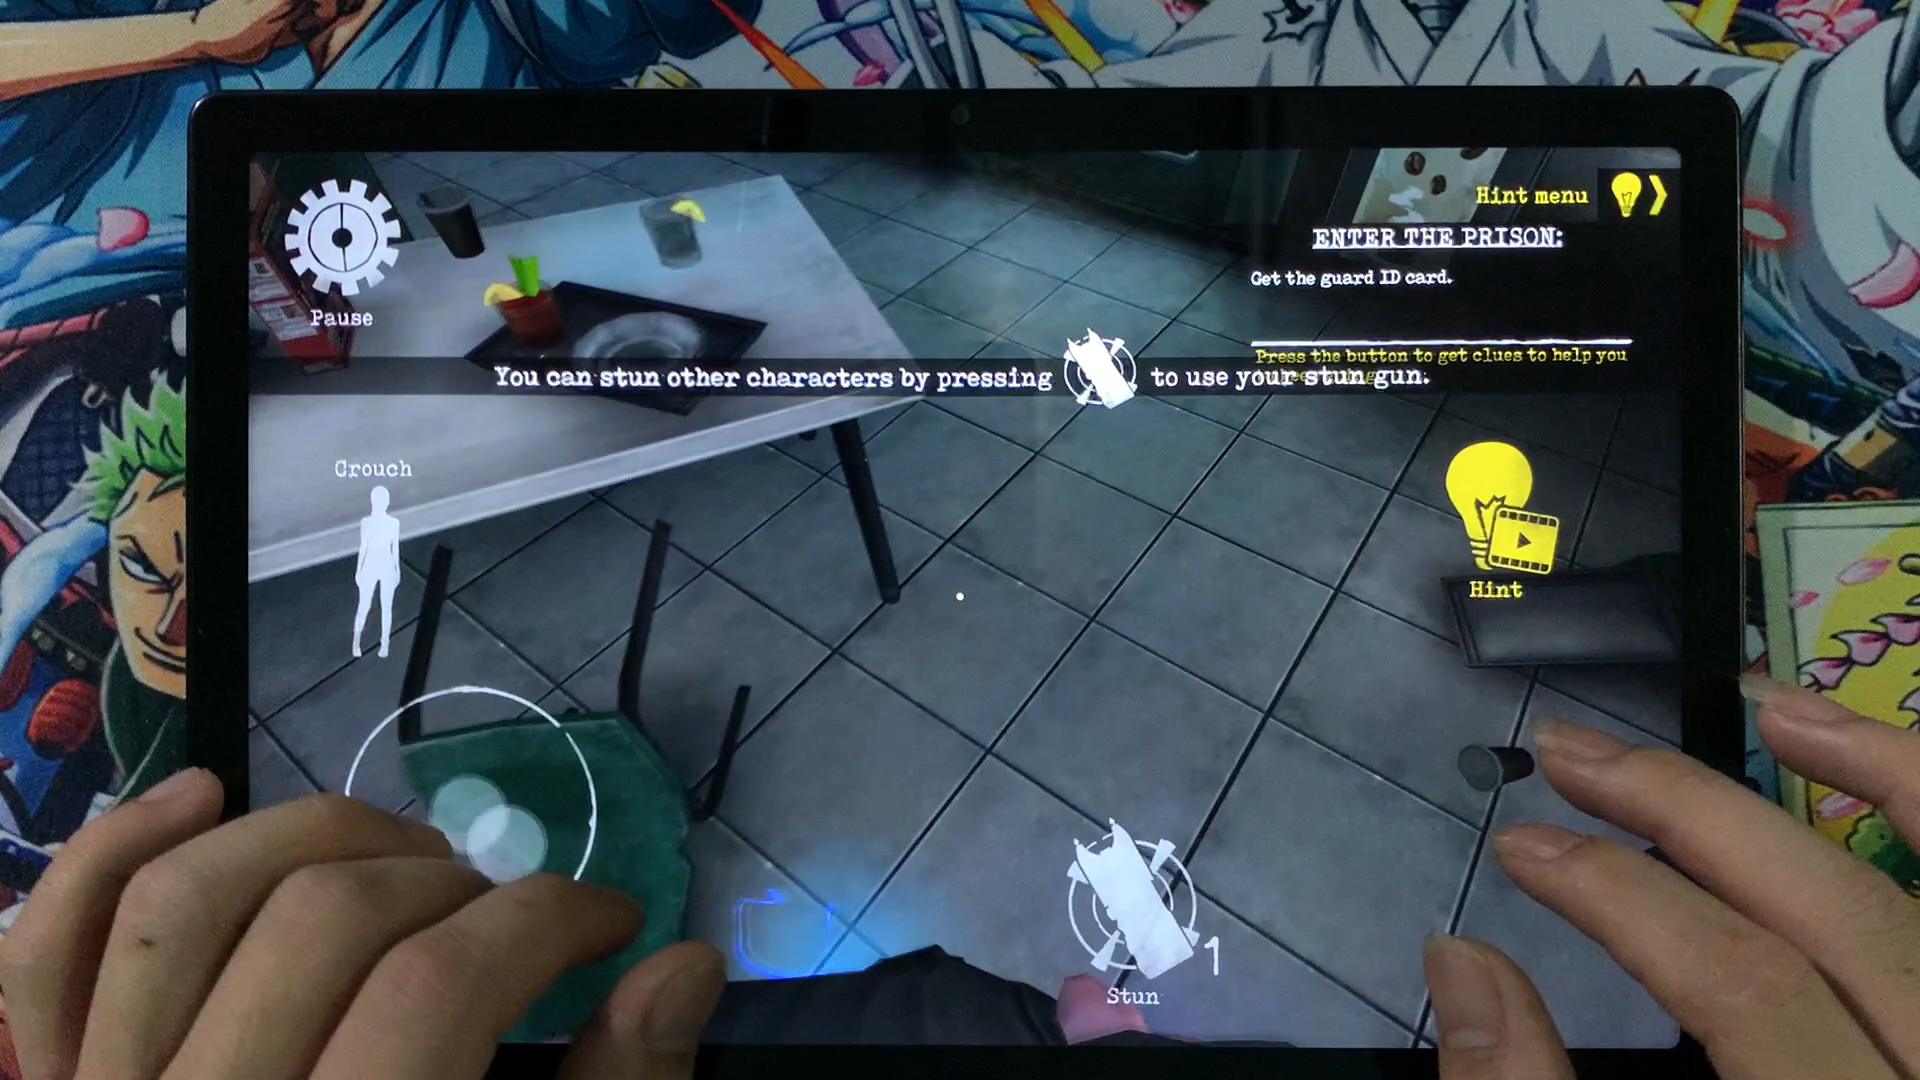 Hint menu
ENTER THE PRISON:
Get the guard ID card.
Pause
Press the button to get clues to help you
You can stun other characters by pressing to use your stun gun.
Crouch
Hint
1
Stun